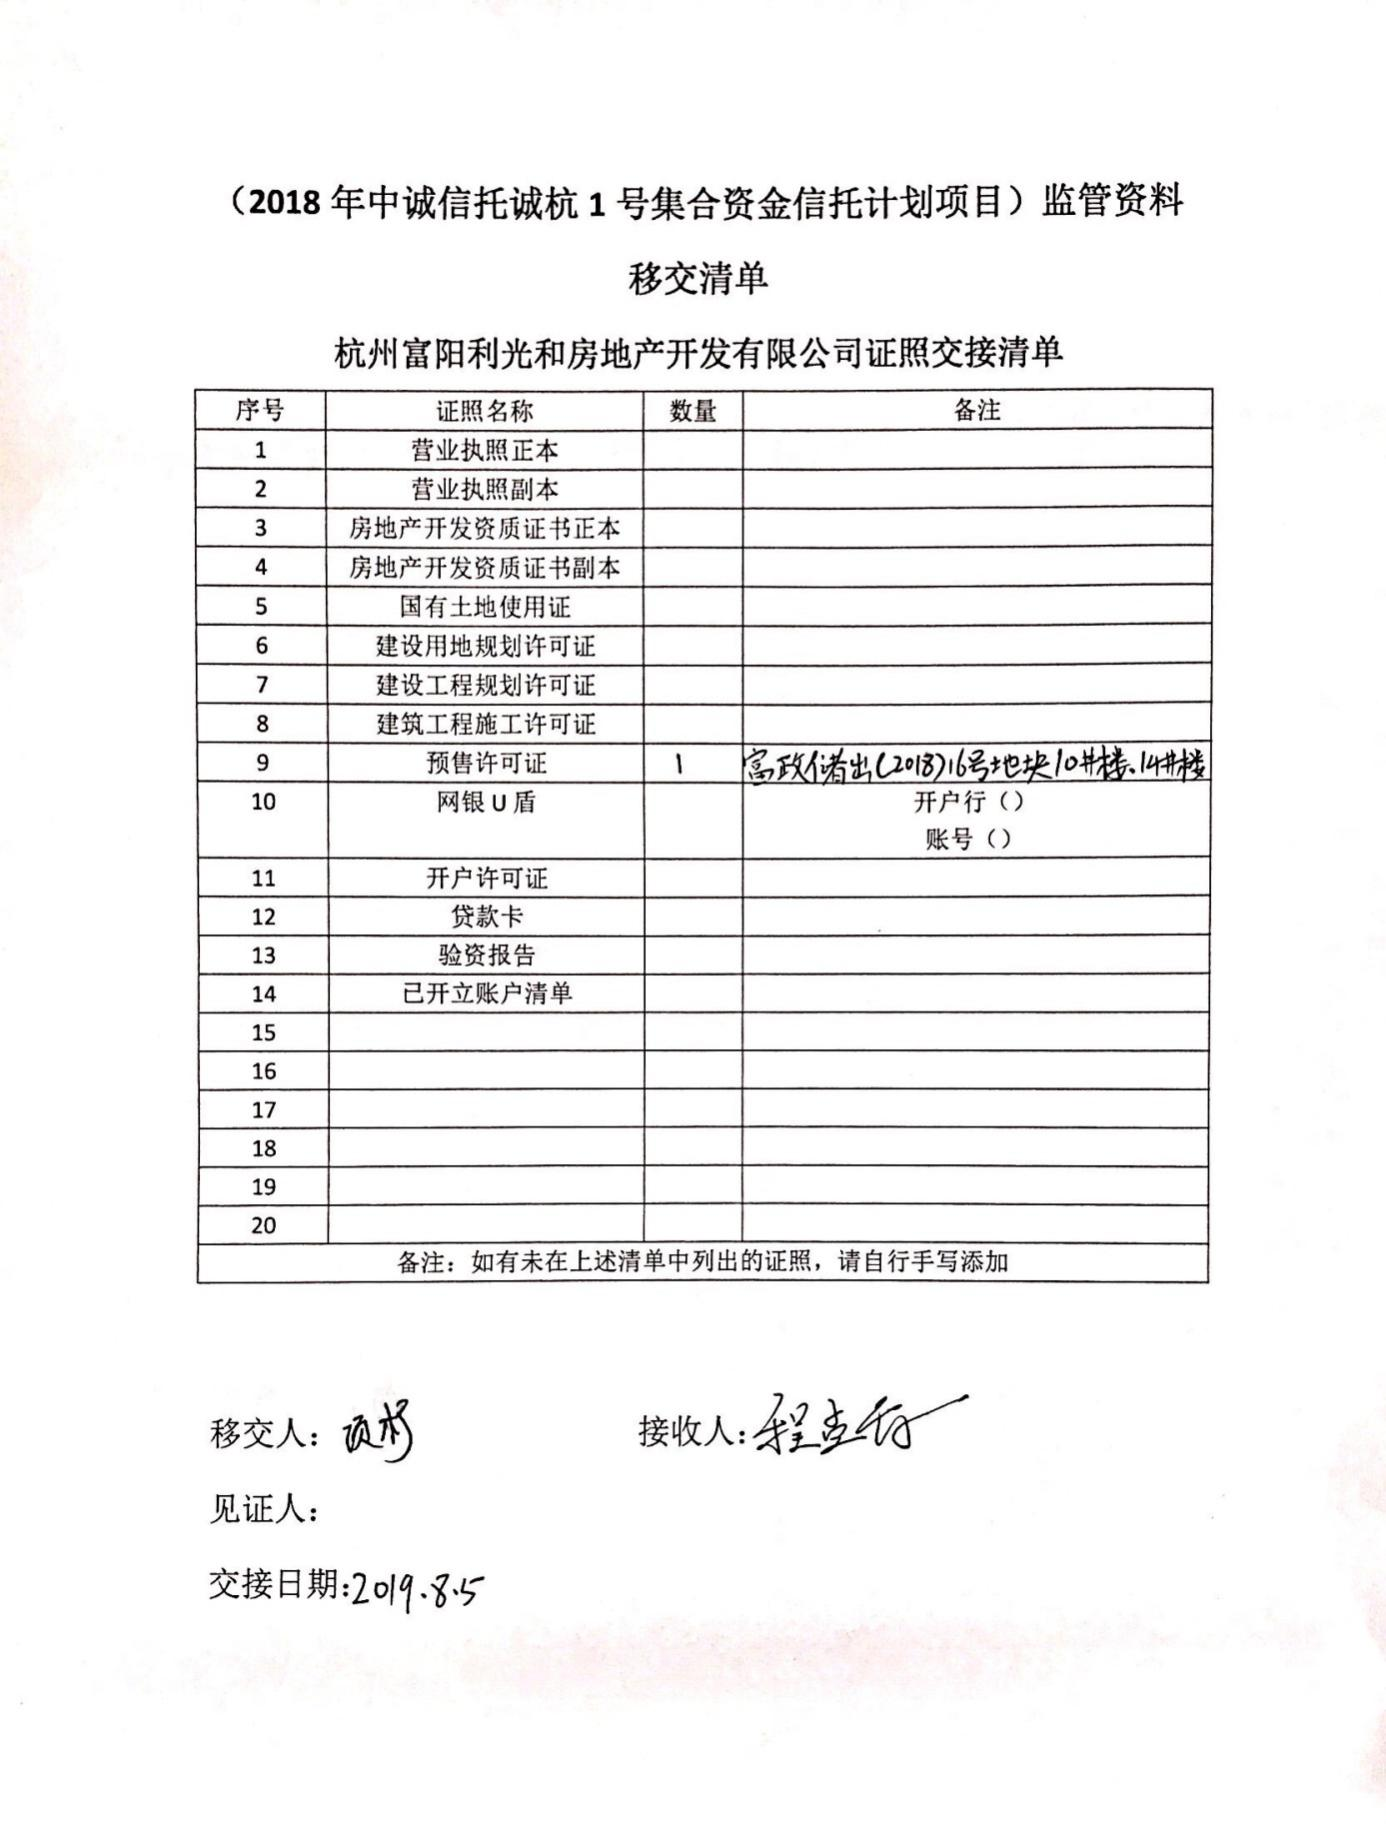 （2018 年中诚信托诚杭 1 号集合资金信托计划项目）监管资料
移交清单
杭州富阳利光和房地产开发有限公司证照交接清单
序号 证照名称 数量 备注
1 营业执照正本
2 营业执照副本
3 房地产开发资质证书正本
4 房地产开发资质证书副本
5 国有土地使用证
6 建设用地规划许可证
7 建设工程规划许可证
8 建筑工程施工许可证
9 预售许可证 1 富政储出(2018)16号地块10#楼、14#楼
10 网银 U 盾 开户行（）
账号（）
11 开户许可证
12 贷款卡
13 验资报告
14 已开立账户清单
15
16
17
18
19
20
备注：如有未在上述清单中列出的证照，请自行手写添加
移交人： 接收人：程
见证人：
交接日期:2019.8.5